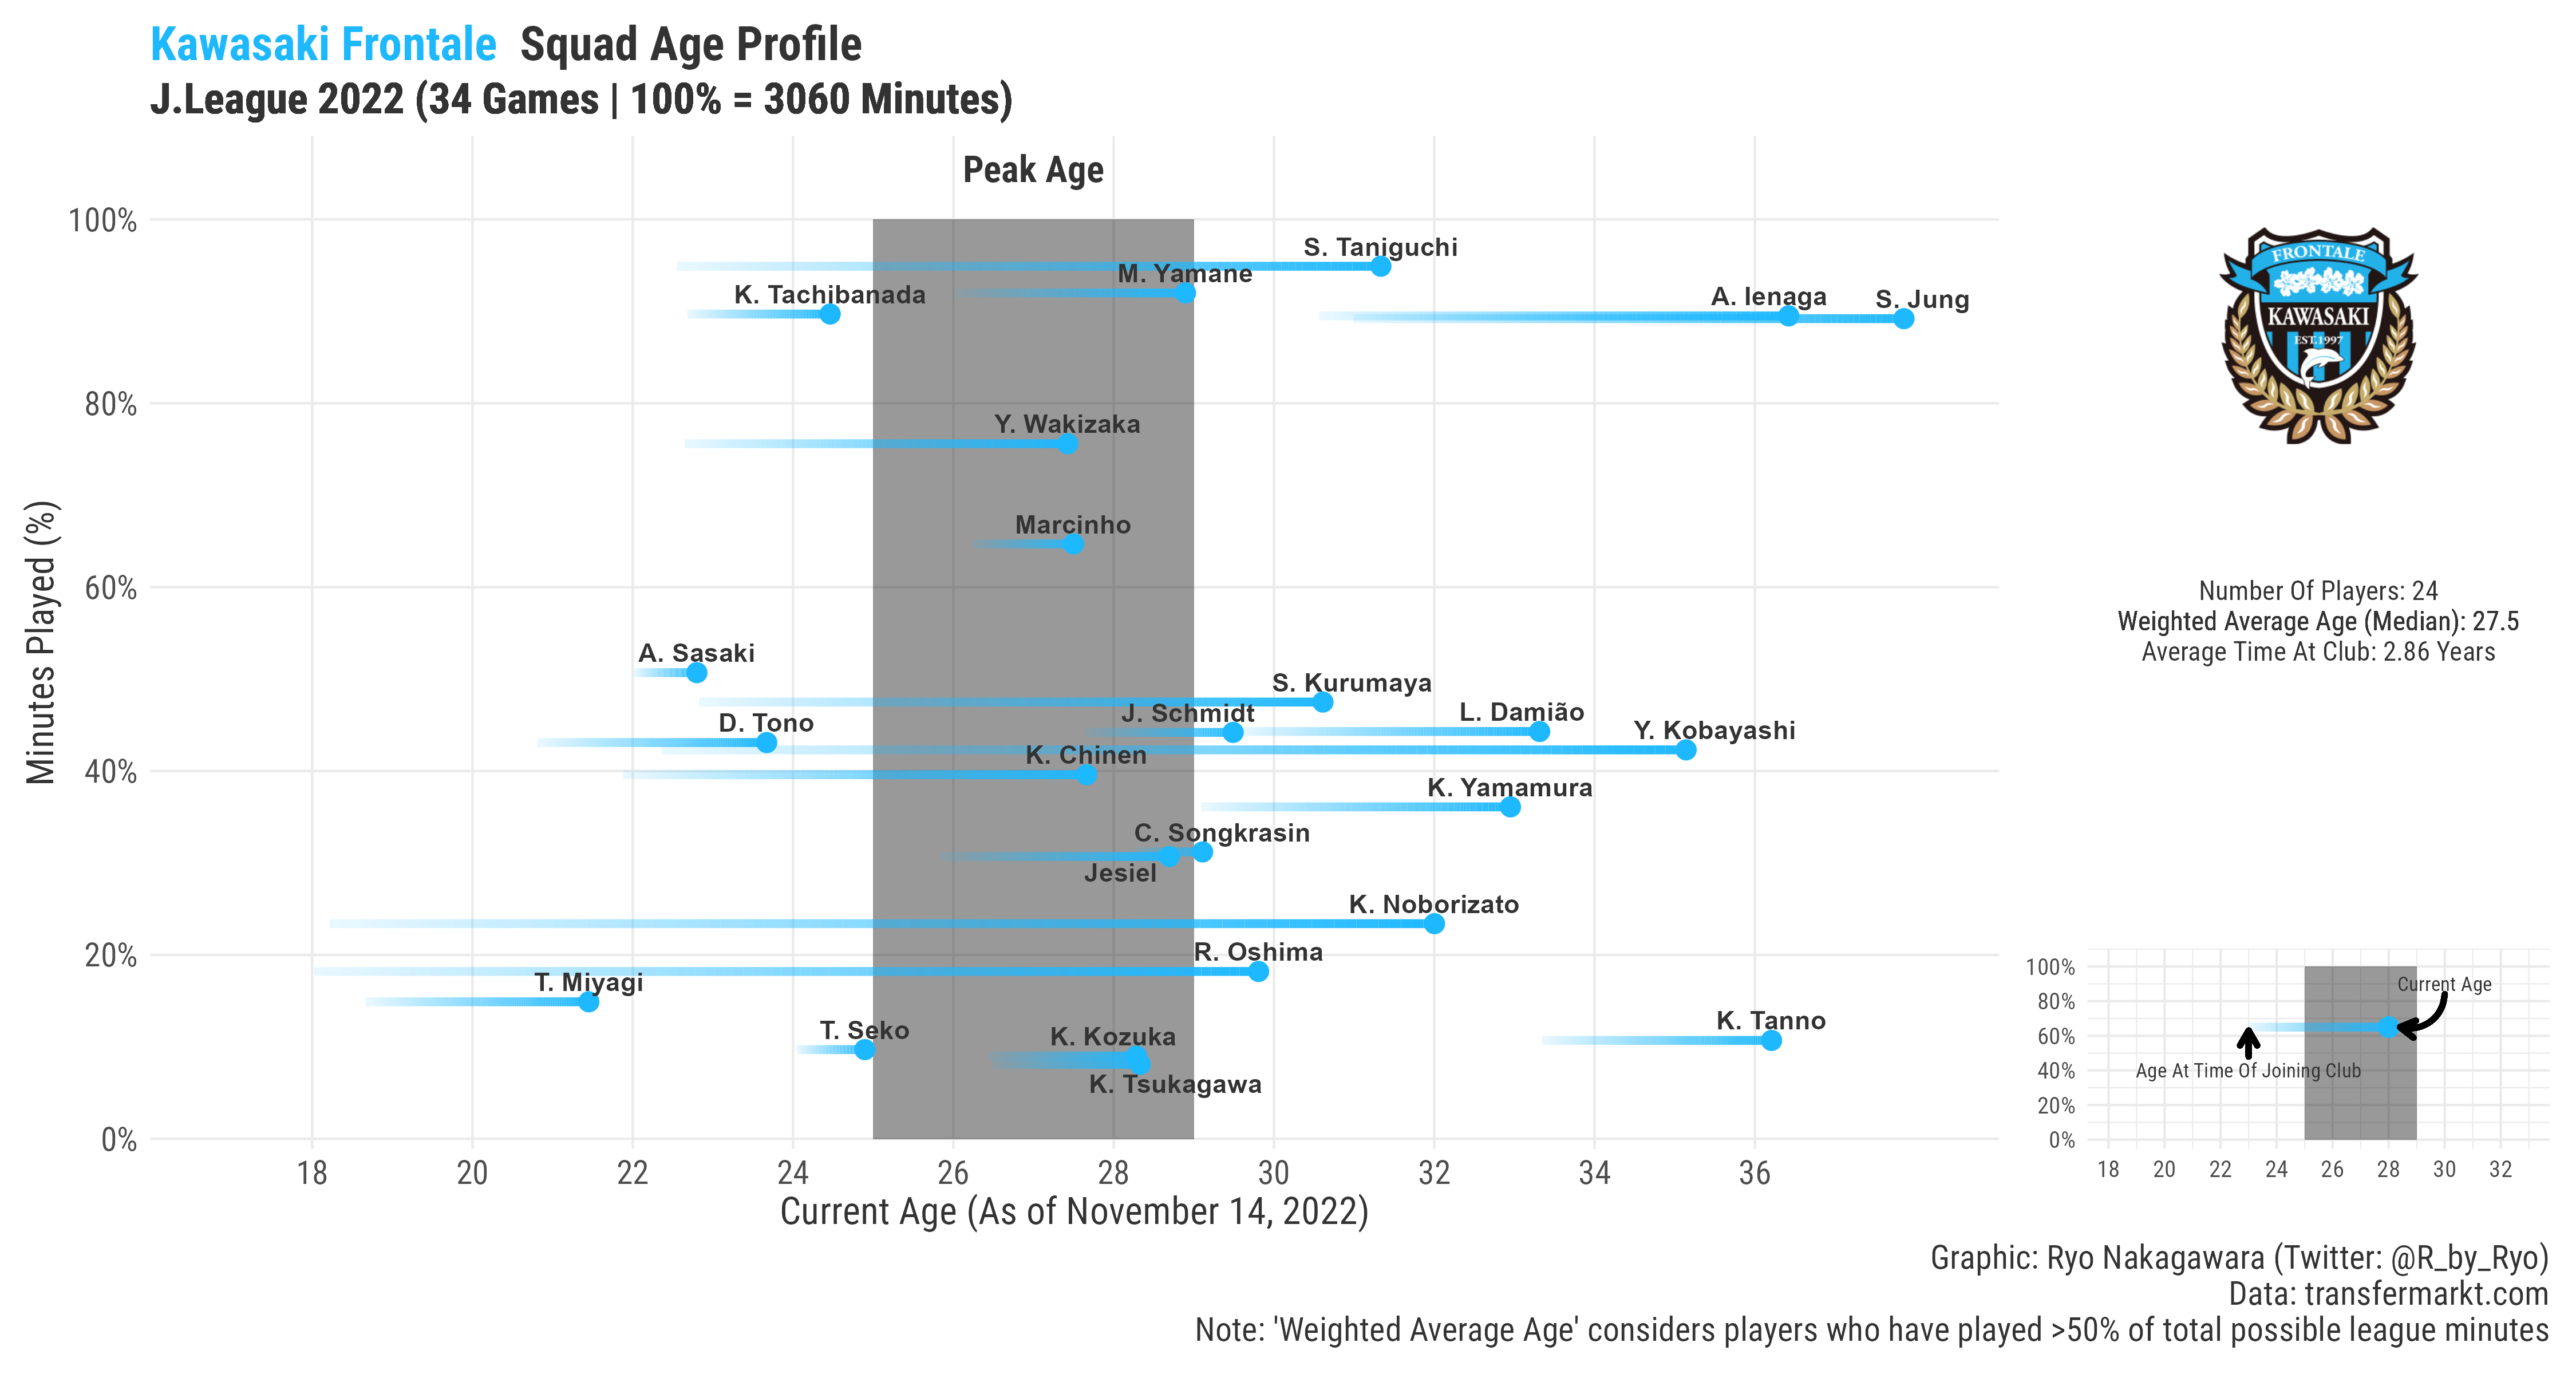 Kawasaki Frontale Squad Age Profile
J.League 2022 (34 Games | 100% = 3060 Minutes)
Peak Age
Minutes Played (%)
100%
80%
60%
40%
20%
0%
S. Taniguchi
M. Yamane
K. Tachibanada
A. Ienaga
S. Jung
Y. Wakizaka
Marcinho
A. Sasaki
S. Kurumaya
J. Schmidt
L. Damião
D. Tono
Y. Kobayashi
K. Chinen
K. Yamamura
C. Songkrasin
Jesiel
K. Noborizato
R. Oshima
T. Miyagi
T. Seko
K. Kozuka
K. Tanno
K. Tsukagawa
18 20 22 24 26 28 30 32 34 36
Current Age (As of November 14, 2022)
FRONTALE
KAWASAKI
EST.1997
Number Of Players: 24
Weighted Average Age (Median): 27.5
Average Time At Club: 2.86 Years
100%
80%
60%
40%
20%
0%
Current Age
Age At Time Of Joining Club
18 20 22 24 26 28 30 32
Graphic: Ryo Nakagawara (Twitter: @R_by_Ryo)
Data: transfermarkt.com
Note: 'Weighted Average Age' considers players who have played >50% of total possible league minutes